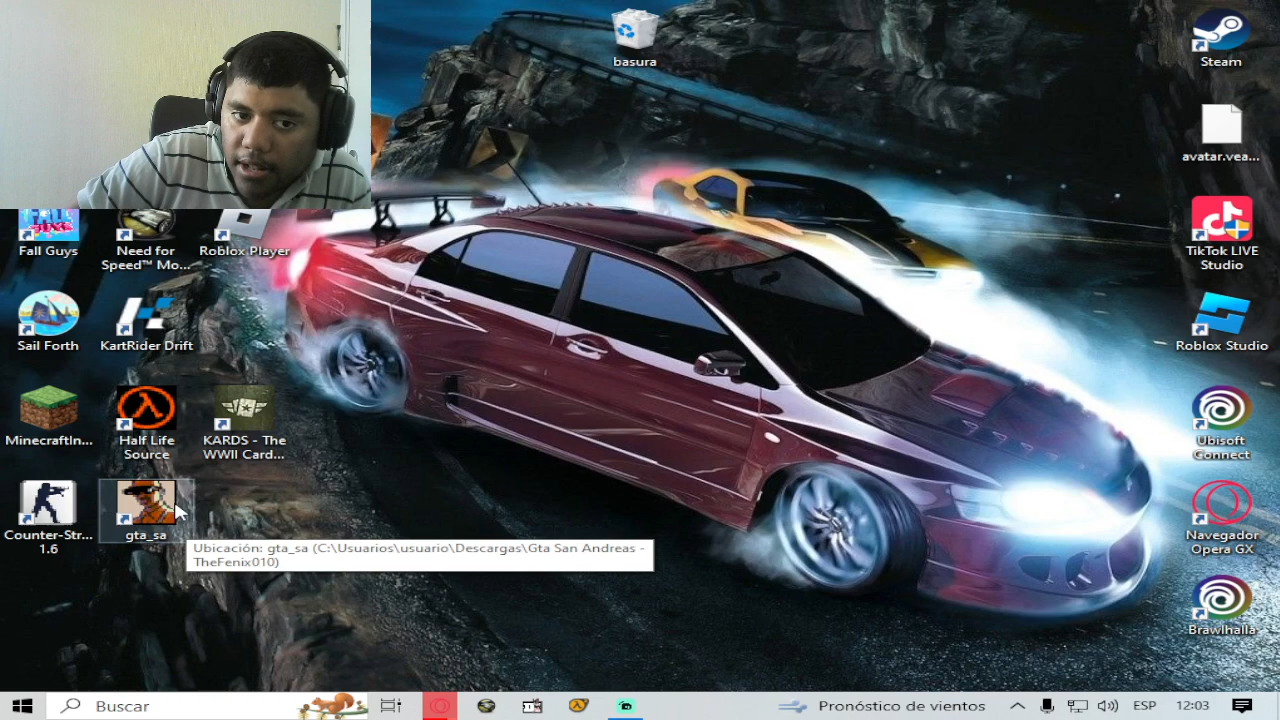 basura
Steam
avatar.vea...
FALL GUYS
Fall Guys
Need for
Speed™ Mo...
Roblox Player
TikTok LIVE
Studio
Sail Forth
KartRider Drift
Roblox Studio
MinecraftIn...
Half Life
Source
KARDS - The
WWII Card...
Ubisoft
Connect
Counter-Str...
1.6
gta_sa
Ubicación: gta_sa (C:\Usuarios\usuario\Descargas\Gta San Andreas -
TheFenix010)
Navegador
Opera GX
Brawlhalla
Buscar
Pronóstico de vientos
ESP
12:03